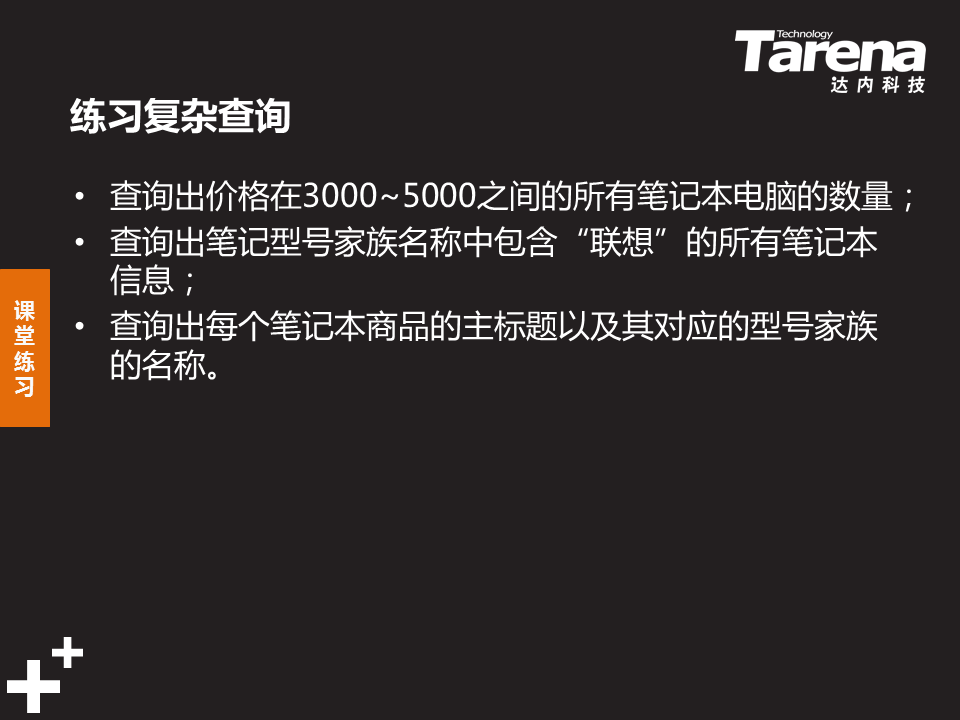 Technology
Tarena
达内科技
练习复杂查询
• 查询出价格在3000~5000之间的所有笔记本电脑的数量；
• 查询出笔记型号家族名称中包含“联想”的所有笔记本
信息；
• 查询出每个笔记本商品的主标题以及其对应的型号家族
的名称。
课
堂
练
习